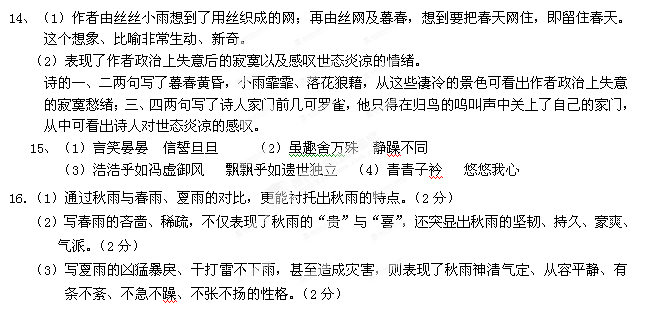 14、（1）作者由丝丝小雨想到了用丝织成的网；再由丝网及暮春，想到要把春天网住，即留住春天。
这个想象、比喻非常生动、新奇。
（2）表现了作者政治上失意后的寂寞以及感叹世态炎凉的情绪。
诗的一、二两句写了暮春黄昏，小雨霏霏、落花狼藉，从这些凄冷的景色可看出作者政治上失意
的寂寞愁绪；三、四两句写了诗人家门前几可罗雀，他只得在归鸟的呜叫声中关上了自己的家门，
从中可看出诗人对世态炎凉的感叹。
15、（1）言笑晏晏 信誓旦旦 （2）虽趣舍万殊 静躁不同
（3）浩浩乎如冯虚御风 飘飘乎如遗世独立 （4）青青子衿 悠悠我心
16.（1）通过秋雨与春雨、夏雨的对比，更能衬托出秋雨的特点。（2分）
（2）写春雨的吝啬、稀疏，不仅表现了秋雨的“贵”与“喜”，还突显出秋雨的坚韧、持久、豪爽、
气派。（2分）
（3）写夏雨的凶猛暴戾、干打雷不下雨，甚至造成灾害，则表现了秋雨神清气定、从容平静、有
条不紊、不急不躁、不张不扬的性格。（2分）